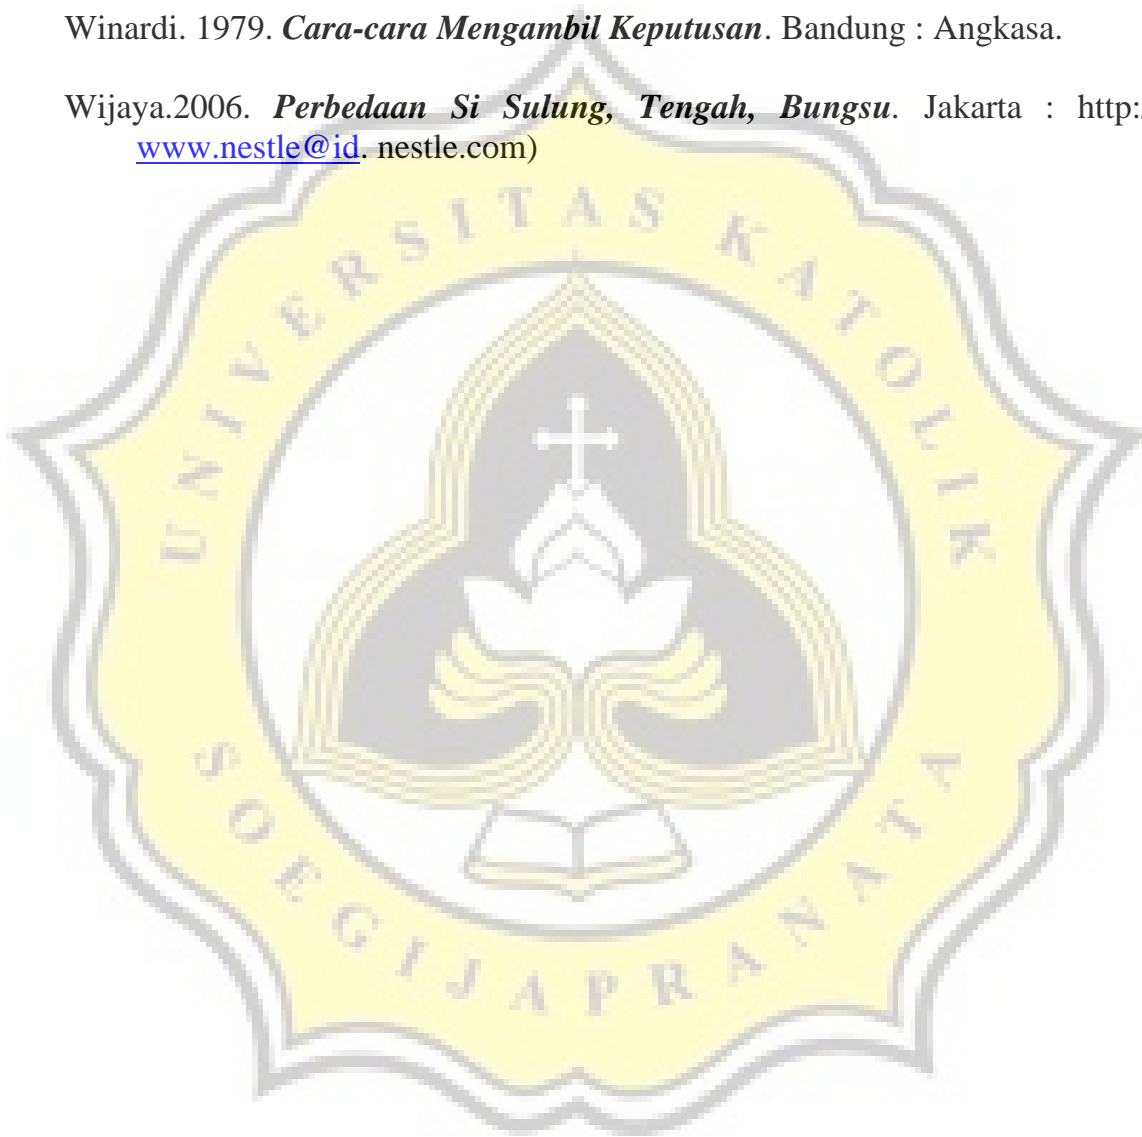 Winardi. 1979. Cara-cara Mengambil Keputusan. Bandung : Angkasa.
Wijaya.2006. Perbedaan Si Sulung, Tengah, Bungsu. Jakarta : http:
www.nestle@id. nestle.com)
UNIVERSITAS KATOLIK
SOEGIJAPRANATA